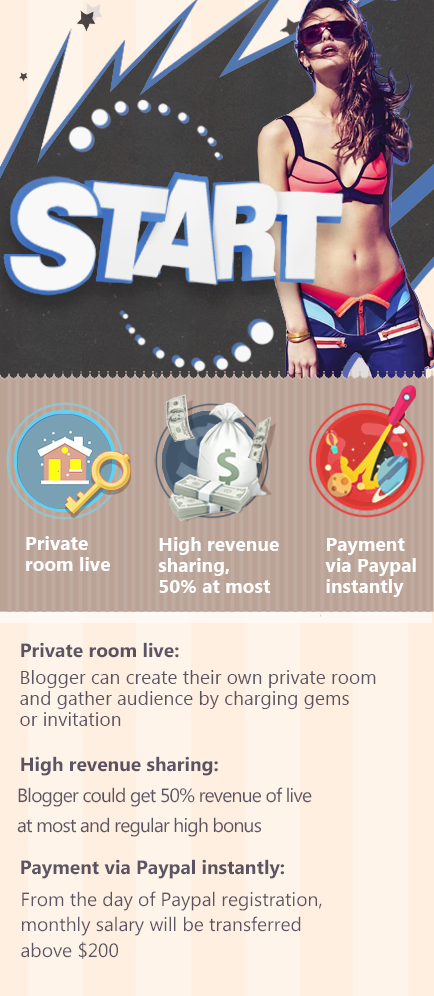 START
Private
room live
High revenue
sharing,
50% at most
Payment
via Paypal
instantly
Private room live:
Blogger can create their own private room
and gather audience by charging gems
or invitation
High revenue sharing:
Blogger could get 50% revenue of live
at most and regular high bonus
Payment via Paypal instantly:
From the day of Paypal registration,
monthly salary will be transferred
above $200